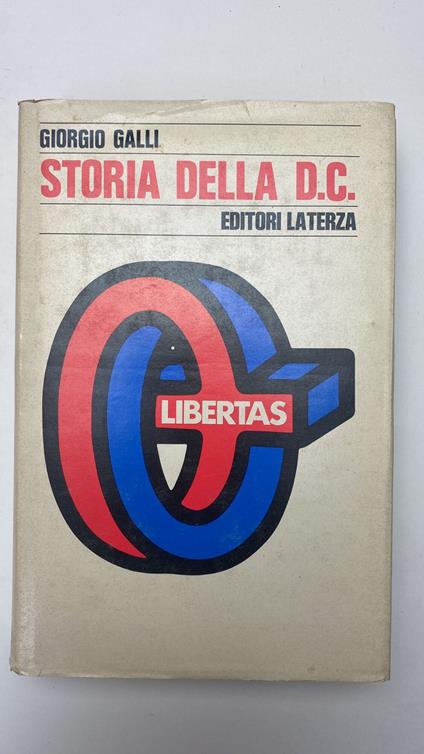 GIORGIO GALLI
STORIA DELLA D.C.
EDITORI LATERZA
LIBERTAS